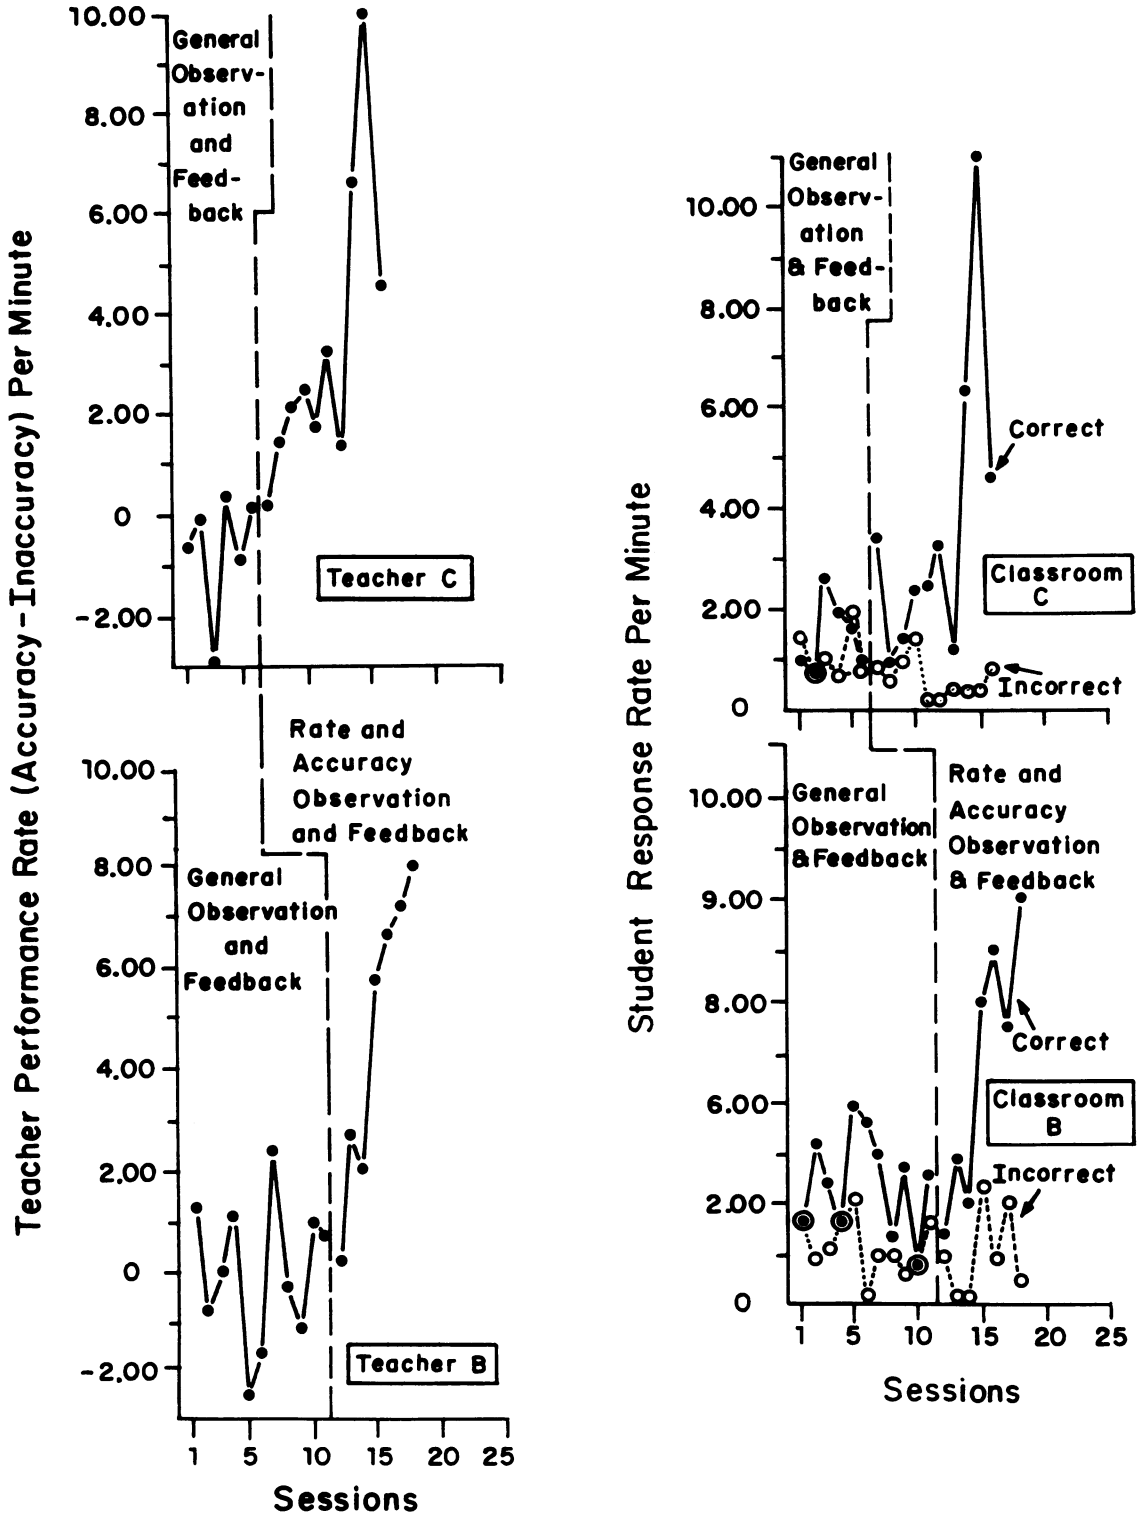 Teacher Performance Rate (Accuracy-Inaccuracy) Per Minute
10.00
8.00
6.00
4.00
2.00
0
-2.00
General
Observ-
ation
and
Feed-
back
Teacher C
Rate and
Accuracy
Observation
and Feedback
10.00
8.00
6.00
4.00
2.00
0
-2.00
General
Observation
and
Feedback
Teacher B
1 5 10 15 20 25
Sessions
Student Response Rate Per Minute
10.00
8.00
6.00
4.00
2.00
0
General
Observ-
ation
& Feed-
back
Correct
Classroom
C
Incorrect
10.00
9.00
8.00
6.00
2.00
0
General
Observation
& Feedback
Rate and
Accuracy
Observation
& Feedback
Correct
Classroom
B
Incorrect
1 5 10 15 20 25
Sessions